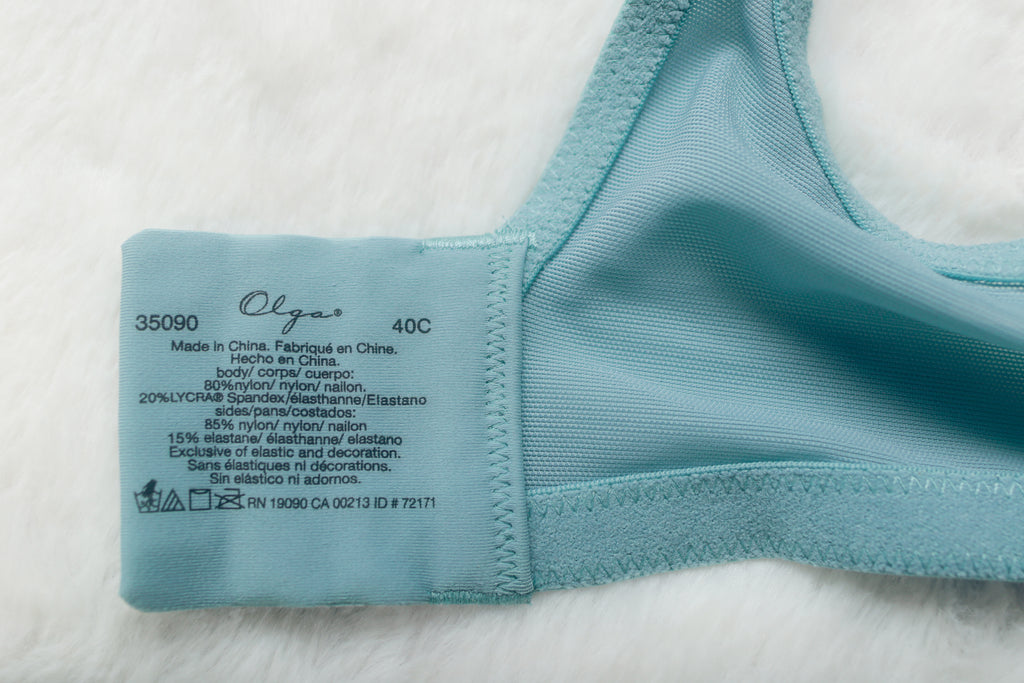 Olga®
35090 40C
Made in China. Fabriqué en Chine.
Hecho en China.
body/ corps/ cuerpo:
80%nylon/ nylon/ nailon.
20%LYCRA® Spandex/élasthanne/Elastano
sides/pans/costados:
85% nylon/ nylon/ nailon
15% elastane/ élasthanne/ elastano
Exclusive of elastic and decoration.
Sans élastiques ni décorations.
Sin elástico ni adornos.
RN 19090 CA 00213 ID # 72171